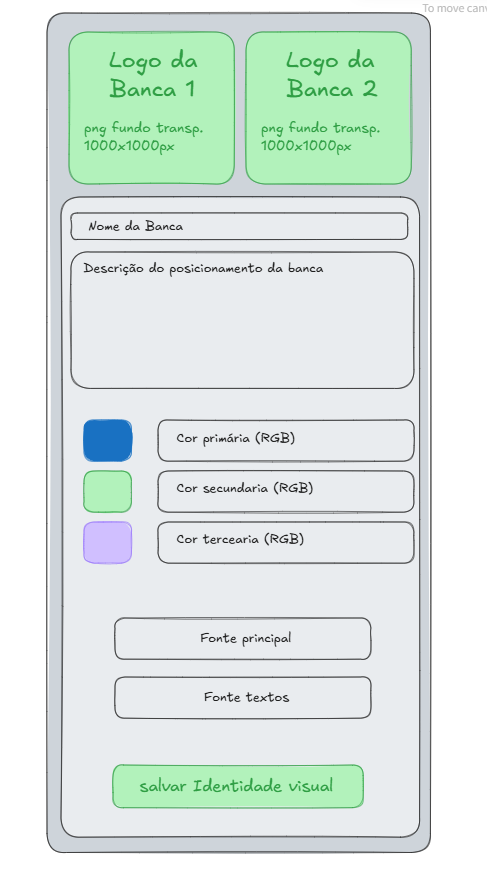 To move canv
Logo da
Banca 1
png fundo transp.
1000x1000px
Logo da
Banca 2
png fundo transp.
1000x1000px
Nome da Banca
Descrição do posicionamento da banca
Cor primária (RGB)
Cor secundaria (RGB)
Cor tercearia (RGB)
Fonte principal
Fonte textos
salvar Identidade visual